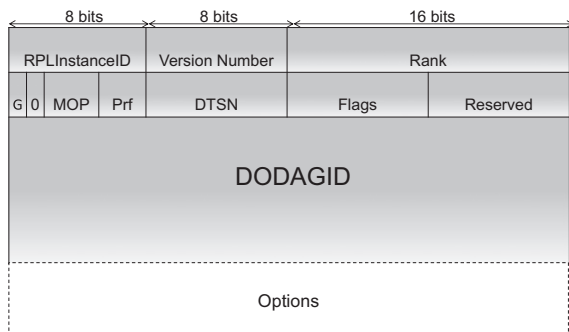 8 bits 8 bits 16 bits
RPLInstanceID Version Number Rank
G 0 MOP Prf DTSN Flags Reserved
DODAGID
Options